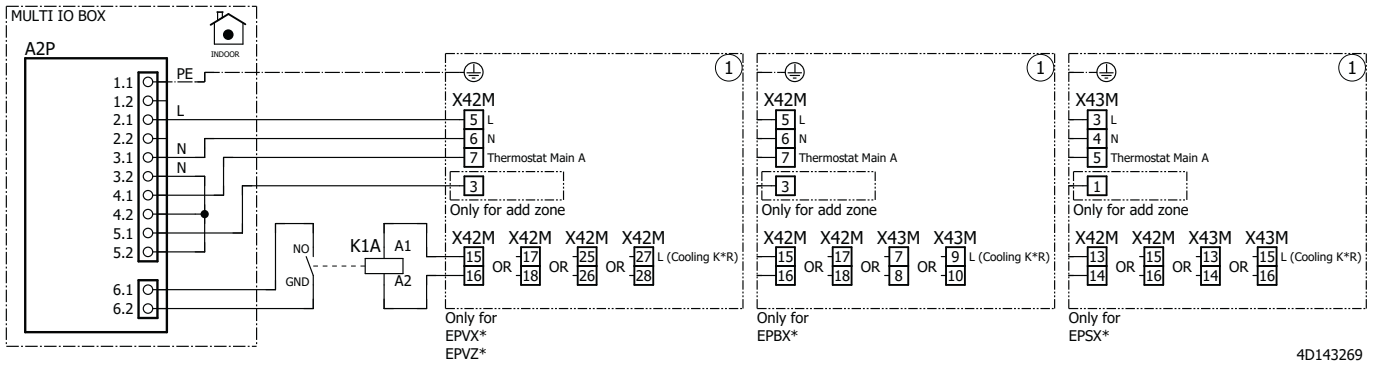 MULTI IO BOX
INDOOR
A2P
1.1
1.2
2.1
2.2
3.1
3.2
4.1
4.2
5.1
5.2
6.1
6.2
PE
L
N
N
NO
GND
K1A
A1
A2
1
X42M
5 L
6 N
7 Thermostat Main A
3
Only for add zone
X42M X42M X42M X42M
15 OR 17 OR 25 OR 27 L (Cooling K*R)
16 18 26 28
Only for
EPVX*
EPVZ*
1
X42M
5 L
6 N
7 Thermostat Main A
3
Only for add zone
X42M X42M X43M X43M
15 OR 17 OR 7 OR 9 L (Cooling K*R)
16 18 8 10
Only for
EPBX*
1
X43M
3 L
4 N
5 Thermostat Main A
1
Only for add zone
X42M X42M X43M X43M
13 OR 15 OR 13 OR 15 L (Cooling K*R)
14 16 14 16
Only for
EPSX*
4D143269